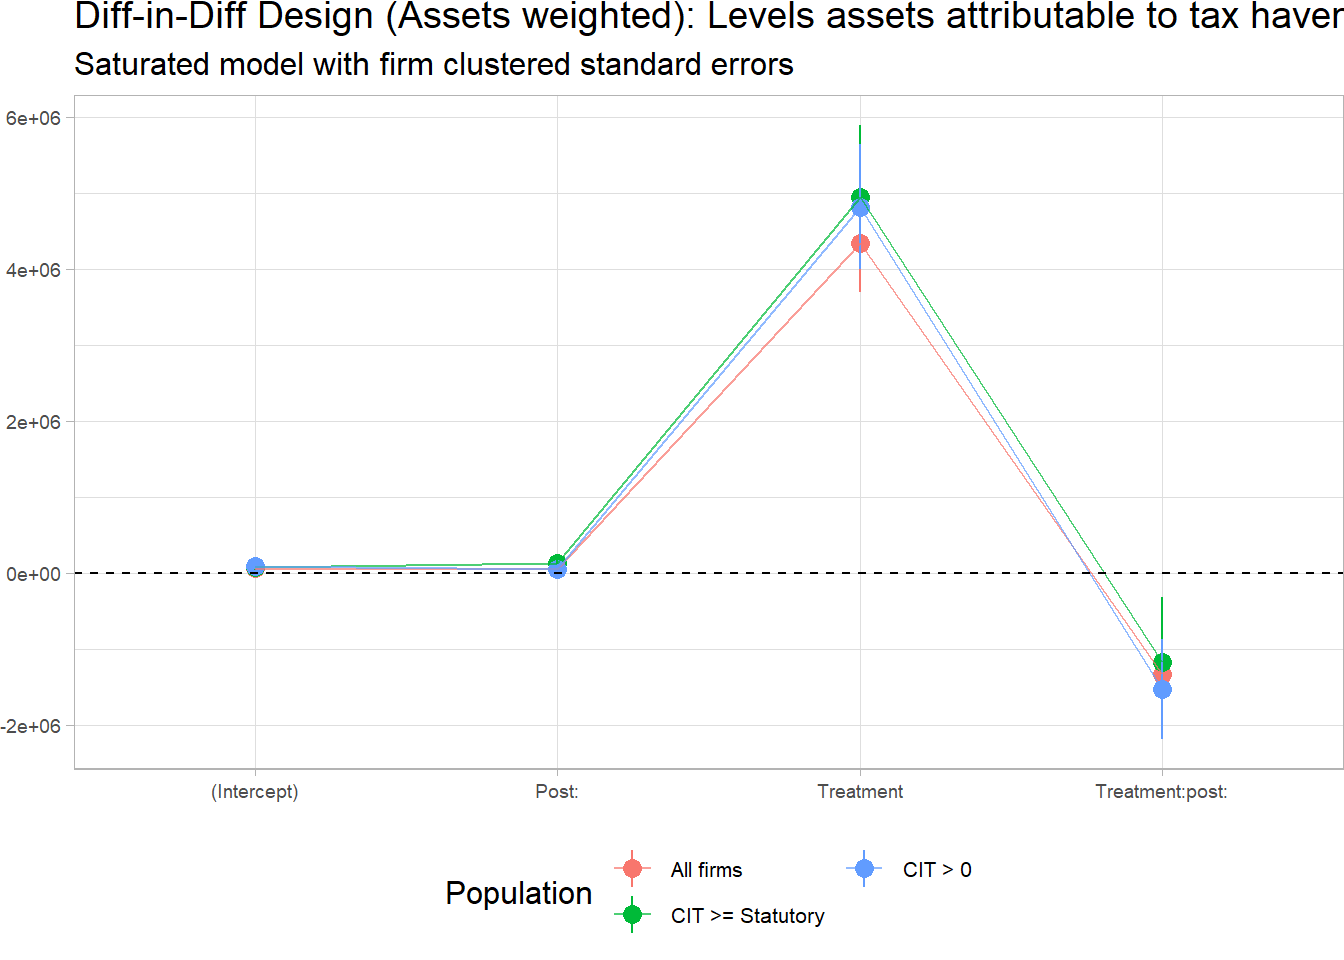 Diff-in-Diff Design (Assets weighted): Levels assets attributable to tax haver
Saturated model with firm clustered standard errors
6e+06
4e+06
2e+06
0e+00
-2e+06
(Intercept) Post: Treatment Treatment:post:
Population
All firms
CIT > 0
CIT >= Statutory